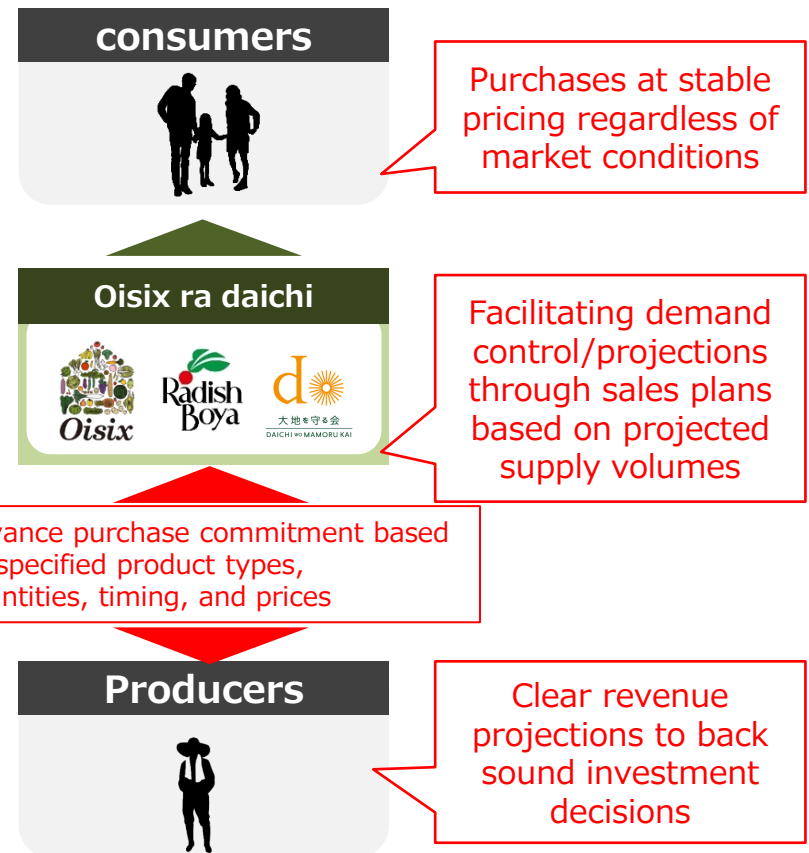 consumers
Purchases at stable
pricing regardless of
market conditions
Oisix ra daichi
Oisix
Radish
Boya
d
大地を守る会
DAICHI WO MAMORU KAI
Facilitating demand
control/projections
through sales plans
based on projected
supply volumes
vance purchase commitment based
specified product types,
ntities, timing, and prices
Producers
Clear revenue
projections to back
sound investment
decisions